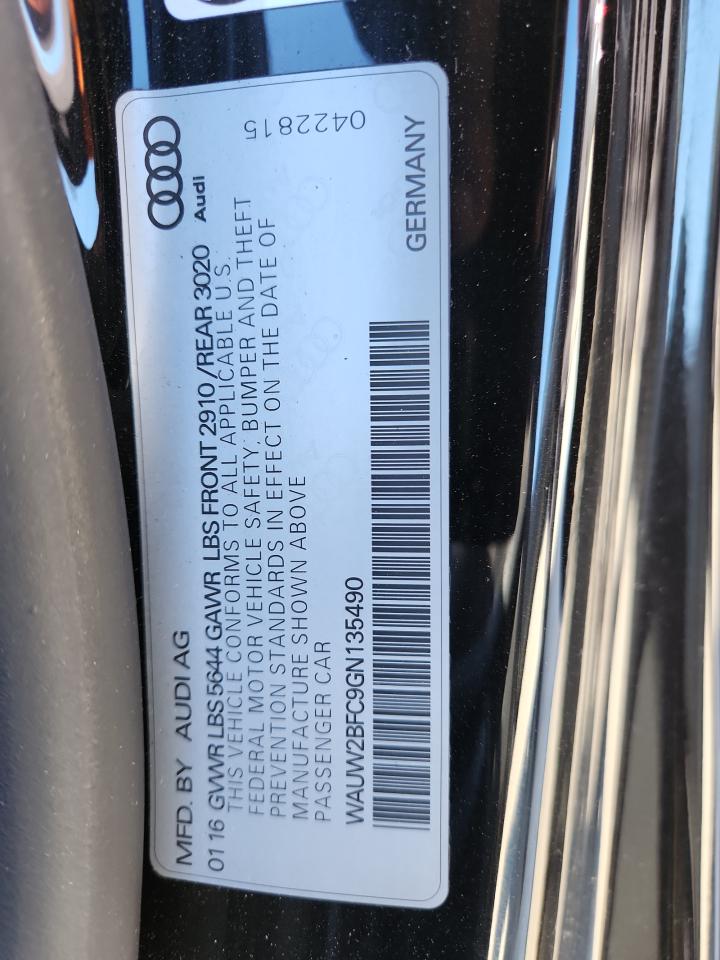 MFD. BY AUDI AG
01 16 GVWR LBS 5644 GAWR LBS FRONT 2910 / REAR 3020
Audi
THIS VEHICLE CONFORMS TO ALL APPLICABLE U.S.
FEDERAL MOTOR VEHICLE SAFETY, BUMPER AND THEFT
PREVENTION STANDARDS IN EFFECT ON THE DATE OF
MANUFACTURE SHOWN ABOVE
PASSENGER CAR
0422815
WAUW2BFC9GN135490
GERMANY